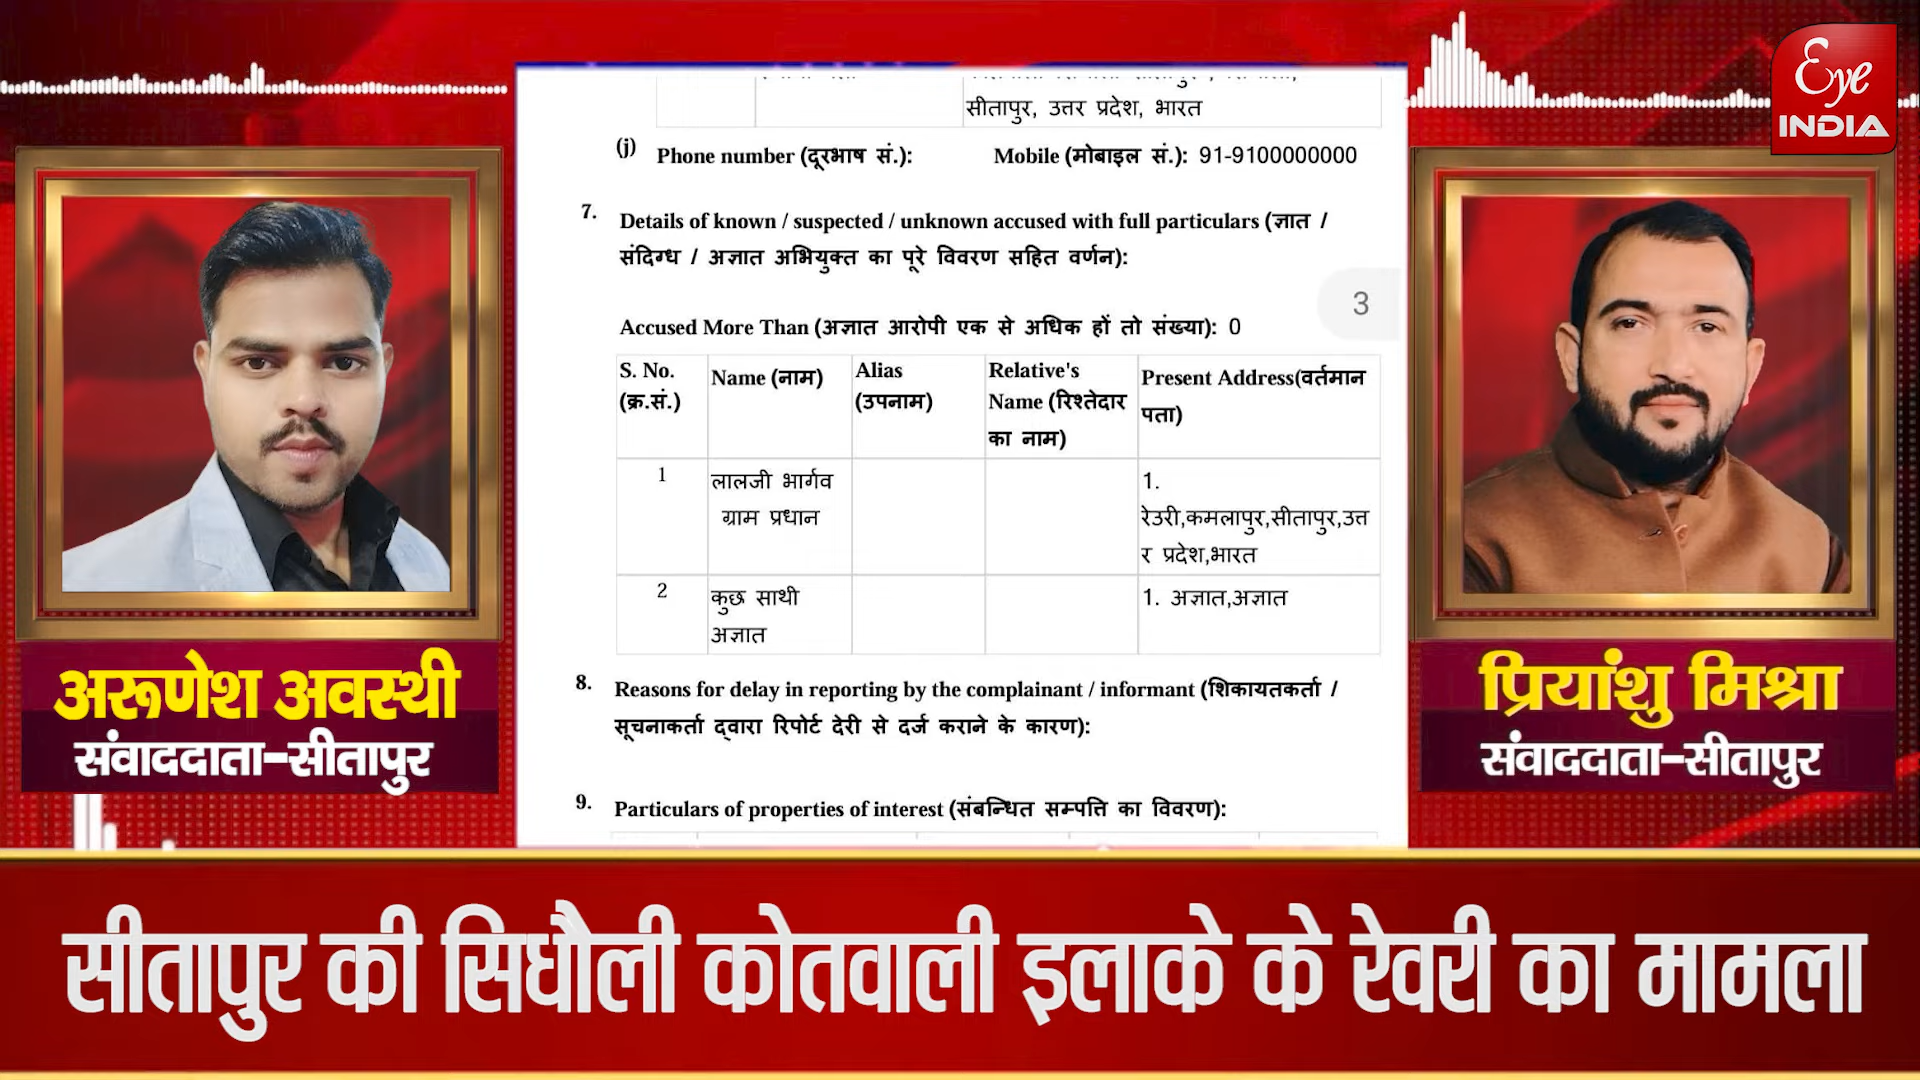 Eye
INDIA
सीतापुर, उत्तर प्रदेश, भारत
(j) Phone number (दूरभाष सं.): Mobile (मोबाइल सं.): 91-9100000000
7. Details of known / suspected / unknown accused with full particulars (ज्ञात /
संदिग्ध / अज्ञात अभियुक्त का पूरे विवरण सहित वर्णन):
3
Accused More Than (अज्ञात आरोपी एक से अधिक हों तो संख्या): 0
S. No. (क्र.सं.) Name (नाम) Alias (उपनाम) Relative's Name (रिश्तेदार का नाम) Present Address(वर्तमान पता)
1 लालजी भार्गव ग्राम प्रधान 1. रेउरी,कमलापुर,सीतापुर,उत्तर प्रदेश,भारत
2 कुछ साथी अज्ञात 1. अज्ञात,अज्ञात
8. Reasons for delay in reporting by the complainant / informant (शिकायतकर्ता /
सूचनाकर्ता द्वारा रिपोर्ट देरी से दर्ज कराने के कारण):
9. Particulars of properties of interest (संबन्धित सम्पत्ति का विवरण):
अरूणेश अवस्थी
संवाददाता-सीतापुर
प्रियांशु मिश्रा
संवाददाता-सीतापुर
सीतापुर की सिधौली कोतवाली इलाके के रेवरी का मामला